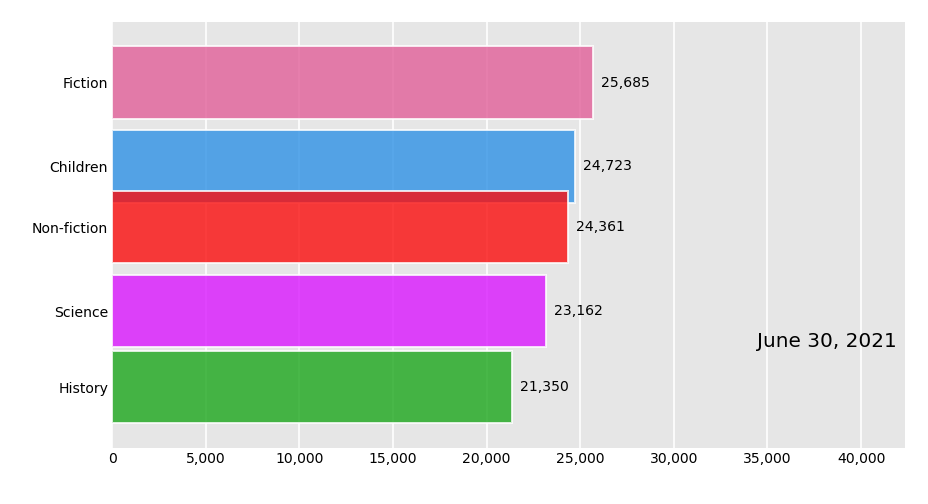 Fiction 25,685
Children 24,723
Non-fiction 24,361
Science 23,162
June 30, 2021
History 21,350
0 5,000 10,000 15,000 20,000 25,000 30,000 35,000 40,000